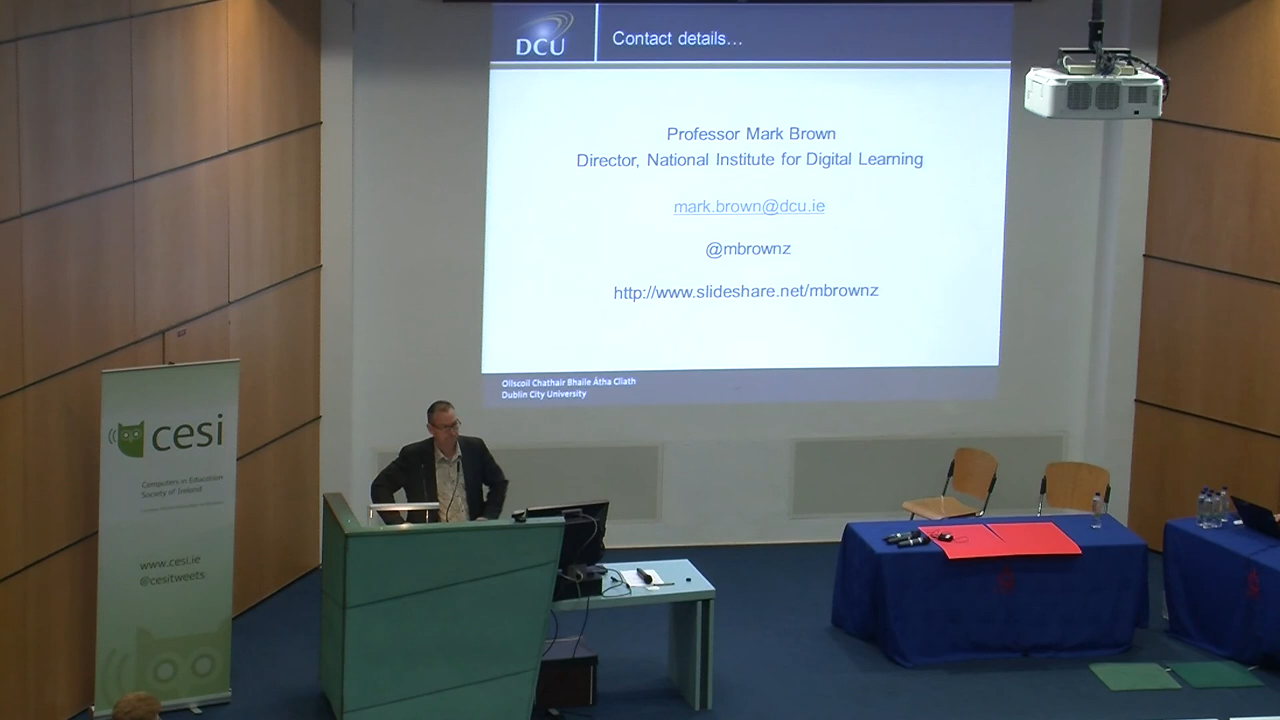 DCU
Contact details...
Professor Mark Brown
Director, National Institute for Digital Learning
mark.brown@dcu.ie
@mbrownz
http://www.slideshare.net/mbrownz
Ollscoil Chathair Bhaile Átha Cliath
Dublin City University
cesi
Computers in Education
Society of Ireland
www.cesi.ie
@cesitweets